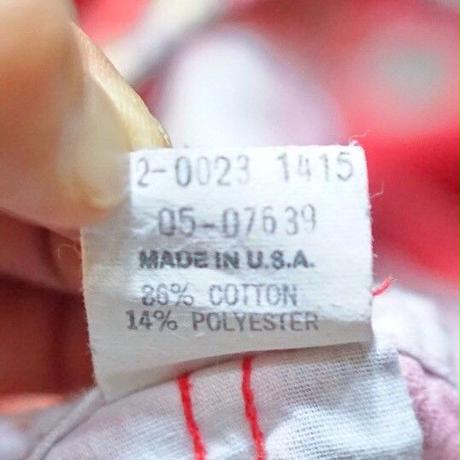 2-0023 1415
05-07639
MADE IN U.S.A.
86% COTTON
14% POLYESTER